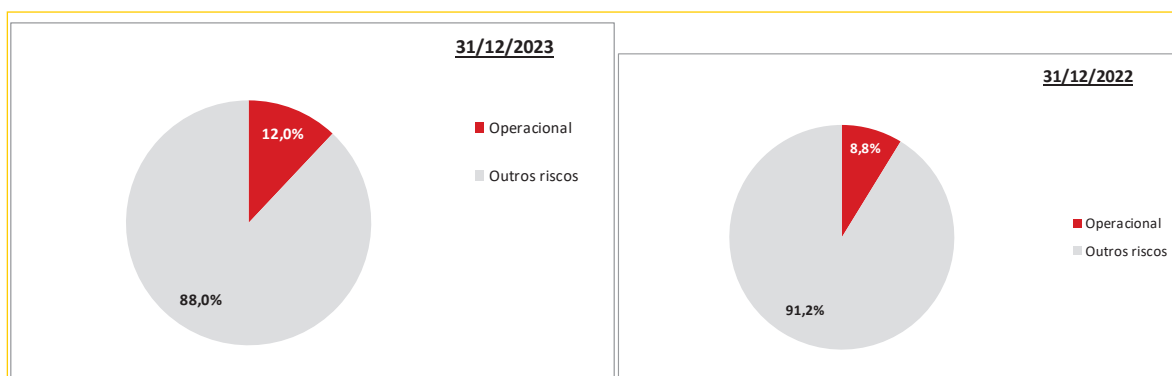 31/12/2023
12,0%
Operacional
Outros riscos
88,0%
31/12/2022
8,8%
Operacional
Outros riscos
91,2%